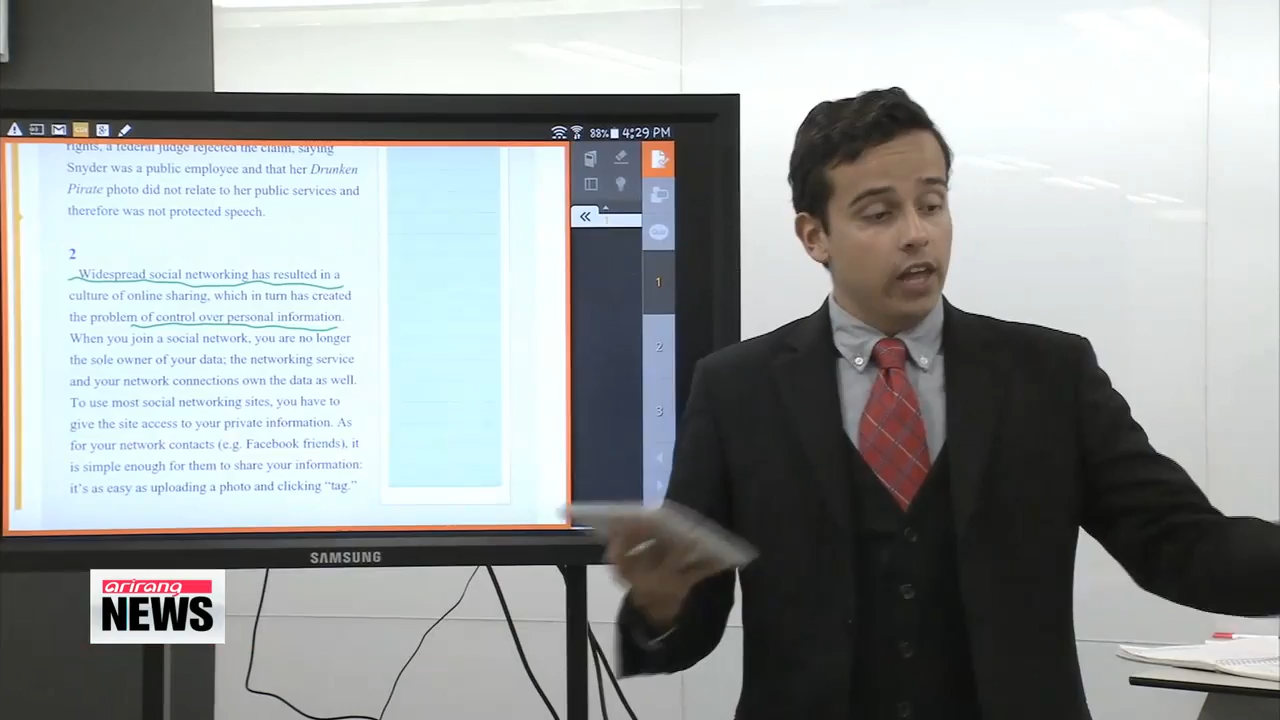 88% 4:29 PM
rights, a federal judge rejected the claim, saying
Snyder was a public employee and that her Drunken
Pirate photo did not relate to her public services and
therefore was not protected speech.
2
Widespread social networking has resulted in a
culture of online sharing, which in turn has created
the problem of control over personal information.
When you join a social network, you are no longer
the sole owner of your data; the networking service
and your network connections own the data as well.
To use most social networking sites, you have to
give the site access to your private information. As
for your network contacts (e.g. Facebook friends), it
is simple enough for them to share your information:
it's as easy as uploading a photo and clicking “tag.”
1
1
2
3
SAMSUNG
arirang
NEWS